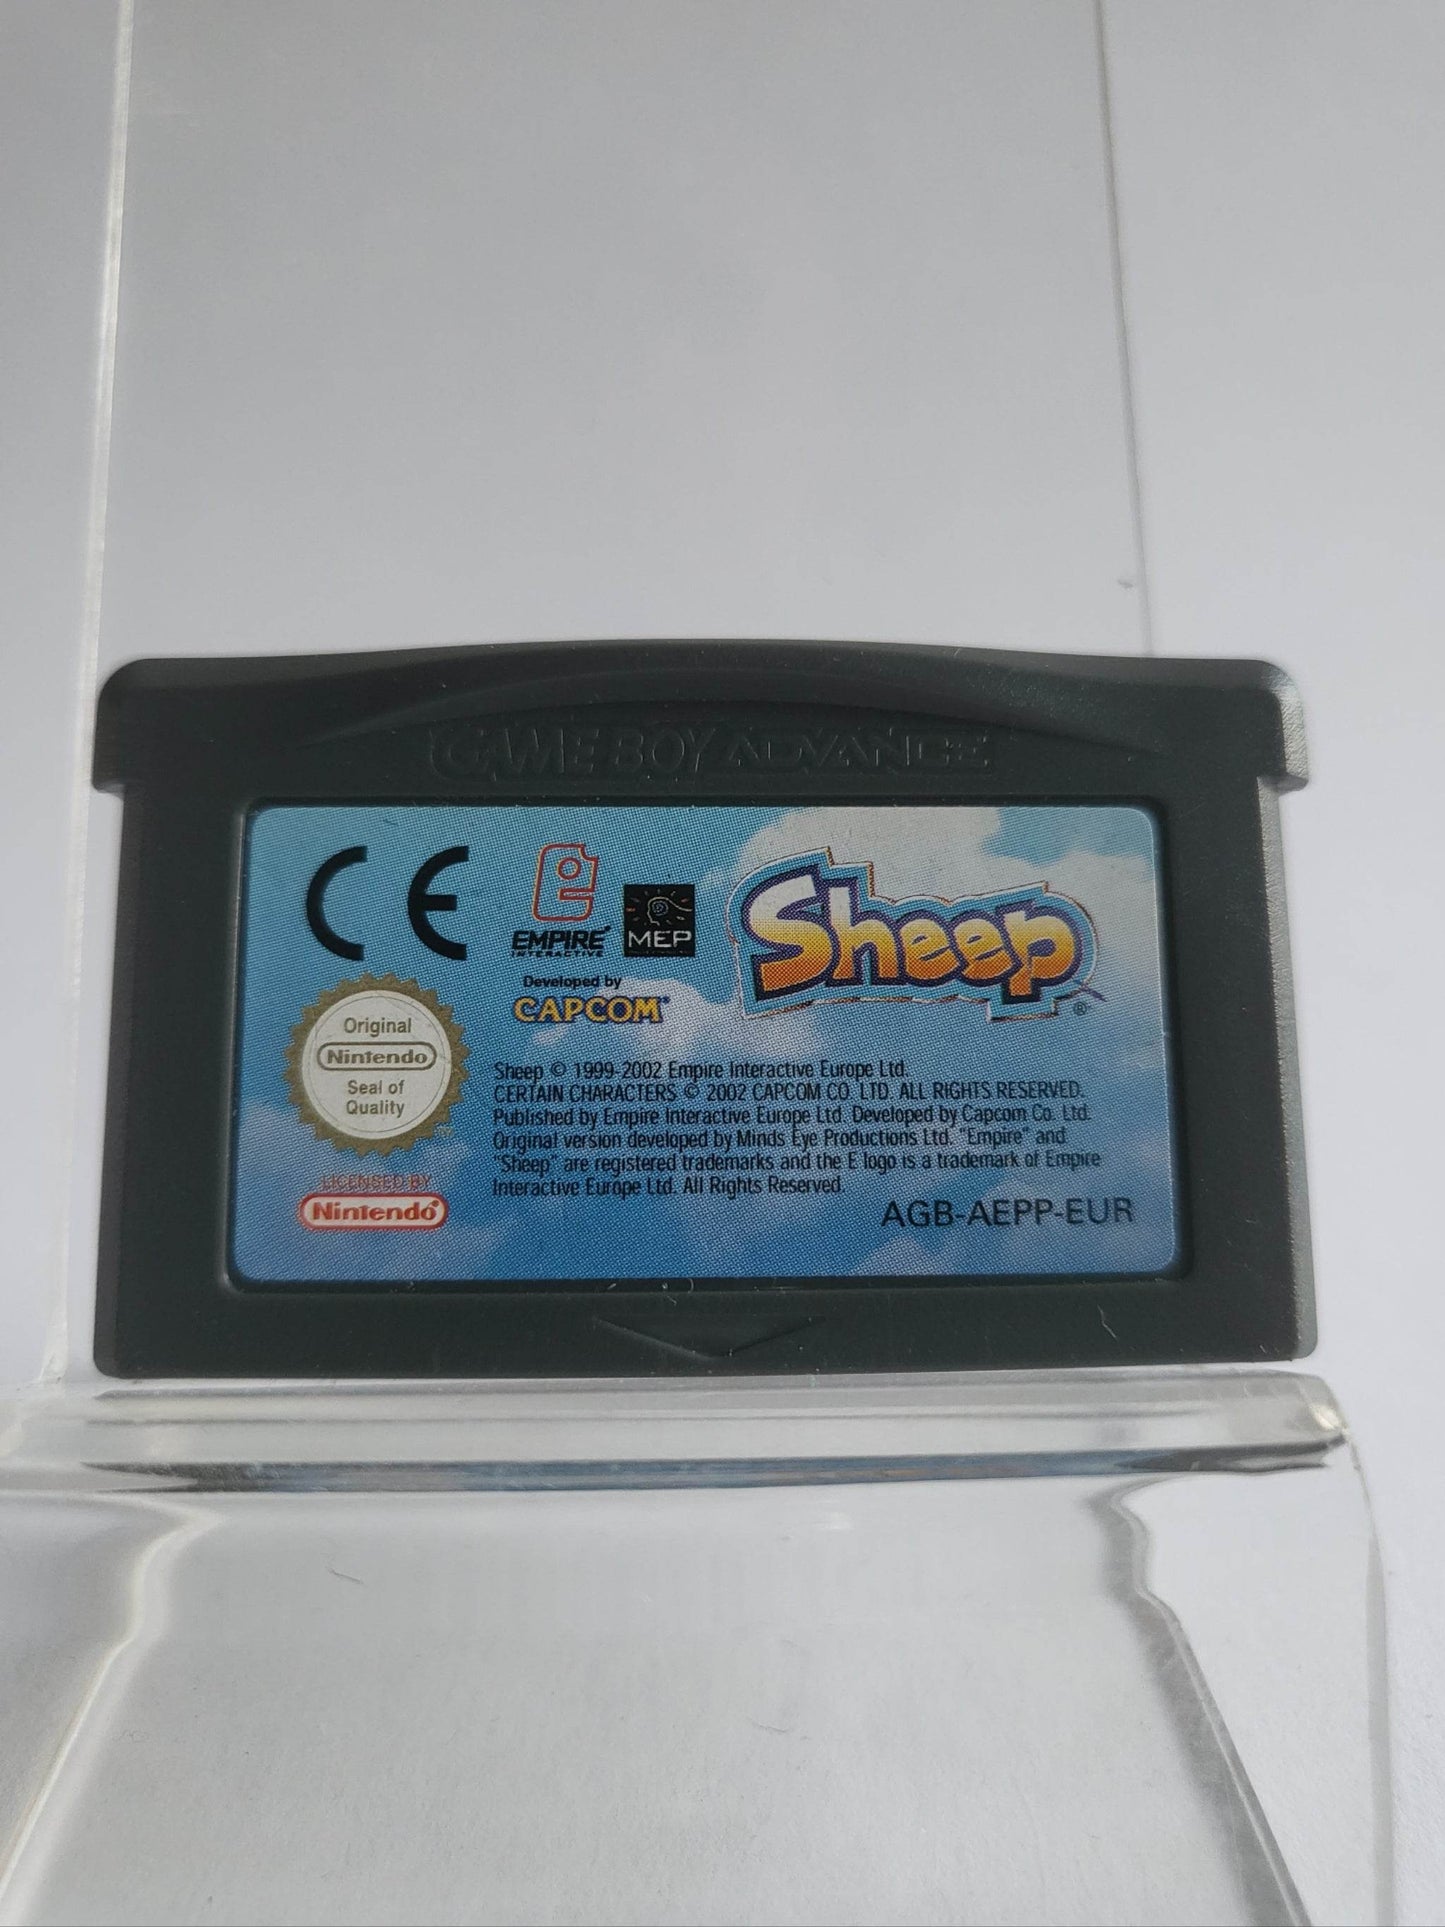 GAME BOY ADVANCE
CE
EMPIRE
INTERACTIVE
MEP
Sheep®
Developed by
CAPCOM®
Original
Nintendo
Seal of
Quality
TM
LICENSED BY
Nintendo®
Sheep © 1999-2002 Empire Interactive Europe Ltd.
CERTAIN CHARACTERS © 2002 CAPCOM CO. LTD. ALL RIGHTS RESERVED.
Published by Empire Interactive Europe Ltd. Developed by Capcom Co. Ltd.
Original version developed by Minds Eye Productions Ltd. "Empire" and
"Sheep" are registered trademarks and the E logo is a trademark of Empire
Interactive Europe Ltd. All Rights Reserved.
AGB-AEPP-EUR